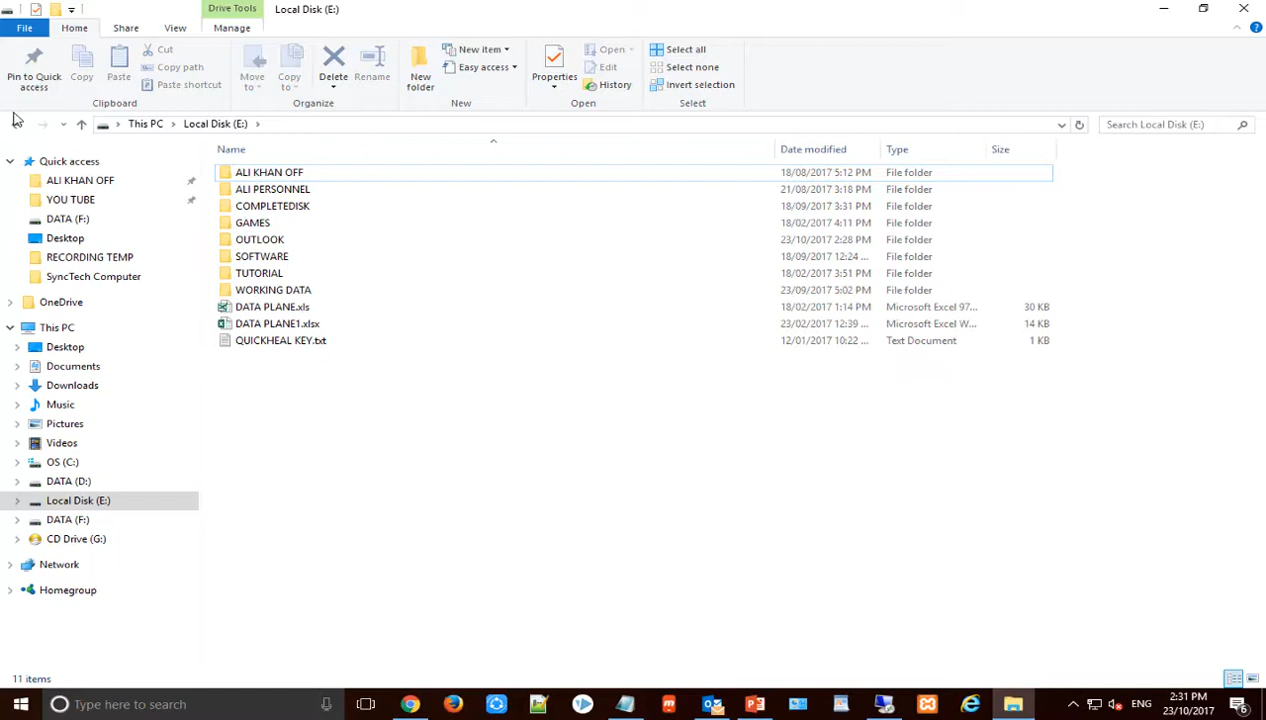 Drive Tools
Local Disk (E:)
File
Home
Share
View
Manage
Pin to Quick access
Copy
Paste
Cut
Copy path
Paste shortcut
Clipboard
Move to
Copy to
Delete
Rename
Organize
New folder
New item
Easy access
New
Properties
Open
Edit
History
Open
Select all
Select none
Invert selection
Select
This PC
Local Disk (E:)
Search Local Disk (E:)
Quick access
ALI KHAN OFF
YOU TUBE
DATA (F:)
Desktop
RECORDING TEMP
SyncTech Computer
OneDrive
This PC
Desktop
Documents
Downloads
Music
Pictures
Videos
OS (C:)
DATA (D:)
Local Disk (E:)
DATA (F:)
CD Drive (G:)
Network
Homegroup
Name Date modified Type Size
ALI KHAN OFF 18/08/2017 5:12 PM File folder
ALI PERSONNEL 21/08/2017 3:18 PM File folder
COMPLETEDISK 18/09/2017 3:31 PM File folder
GAMES 18/02/2017 4:11 PM File folder
OUTLOOK 23/10/2017 2:28 PM File folder
SOFTWARE 18/09/2017 12:24 ... File folder
TUTORIAL 18/02/2017 3:51 PM File folder
WORKING DATA 23/09/2017 5:02 PM File folder
DATA PLANE.xls 18/02/2017 1:14 PM Microsoft Excel 97... 30 KB
DATA PLANE1.xlsx 23/02/2017 12:39 ... Microsoft Excel W... 14 KB
QUICKHEAL KEY.txt 12/01/2017 10:22 ... Text Document 1 KB
11 items
Type here to search
ENG
2:31 PM
23/10/2017
6